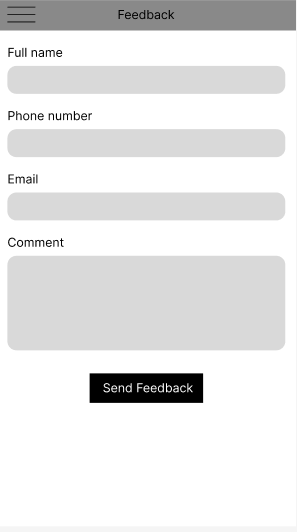 Feedback
Full name
Phone number
Email
Comment
Send Feedback